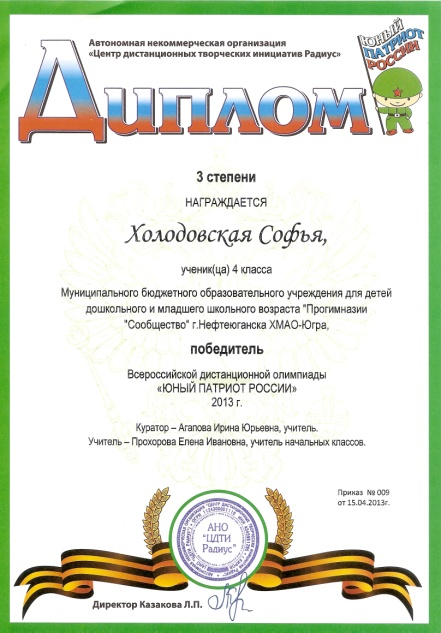 Автономная некоммерческая организация
«Центр дистанционных творческих инициатив Радиус»
ЮНЫЙ
ПАТРИОТ
РОССИИ
Диплом
3 степени
НАГРАЖДАЕТСЯ
Холодовская Софья,
ученик(ца) 4 класса
Муниципального бюджетного образовательного учреждения для детей
дошкольного и младшего школьного возраста "Прогимназии
"Сообщество" г.Нефтеюганска ХМАО-Югра,
победитель
Всероссийской дистанционной олимпиады
«ЮНЫЙ ПАТРИОТ РОССИИ»
2013 г.
Куратор – Агапова Ирина Юрьевна, учитель.
Учитель – Прохорова Елена Ивановна, учитель начальных классов.
Приказ № 009
от 15.04.2013г.
АНО
"ЦДТИ
Радиус"
Директор Казакова Л.П.